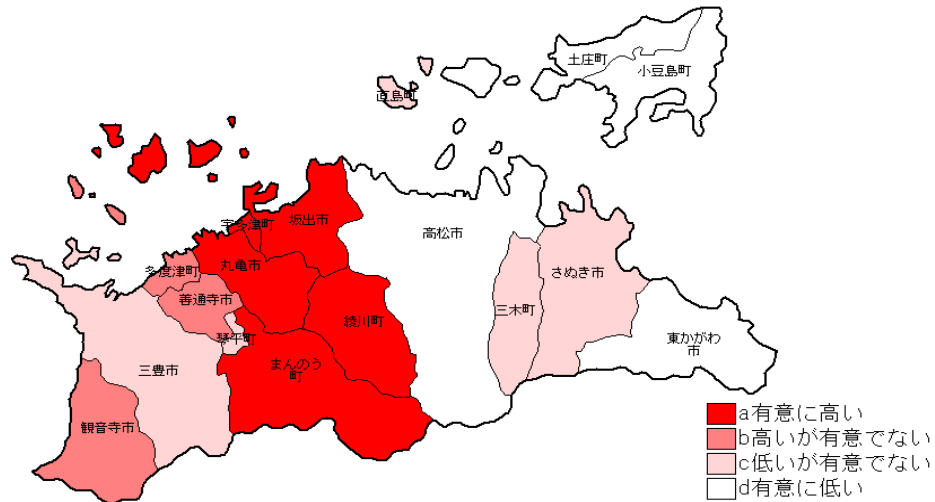 土庄町
小豆島町
直島町
宇多津町
坂出市
高松市
丸亀市
多度津町
さぬき市
善通寺市
三木町
綾川町
琴平町
東かがわ
市
まんのう
町
三豊市
観音寺市
a有意に高い
b高いが有意でない
c低いが有意でない
d有意に低い